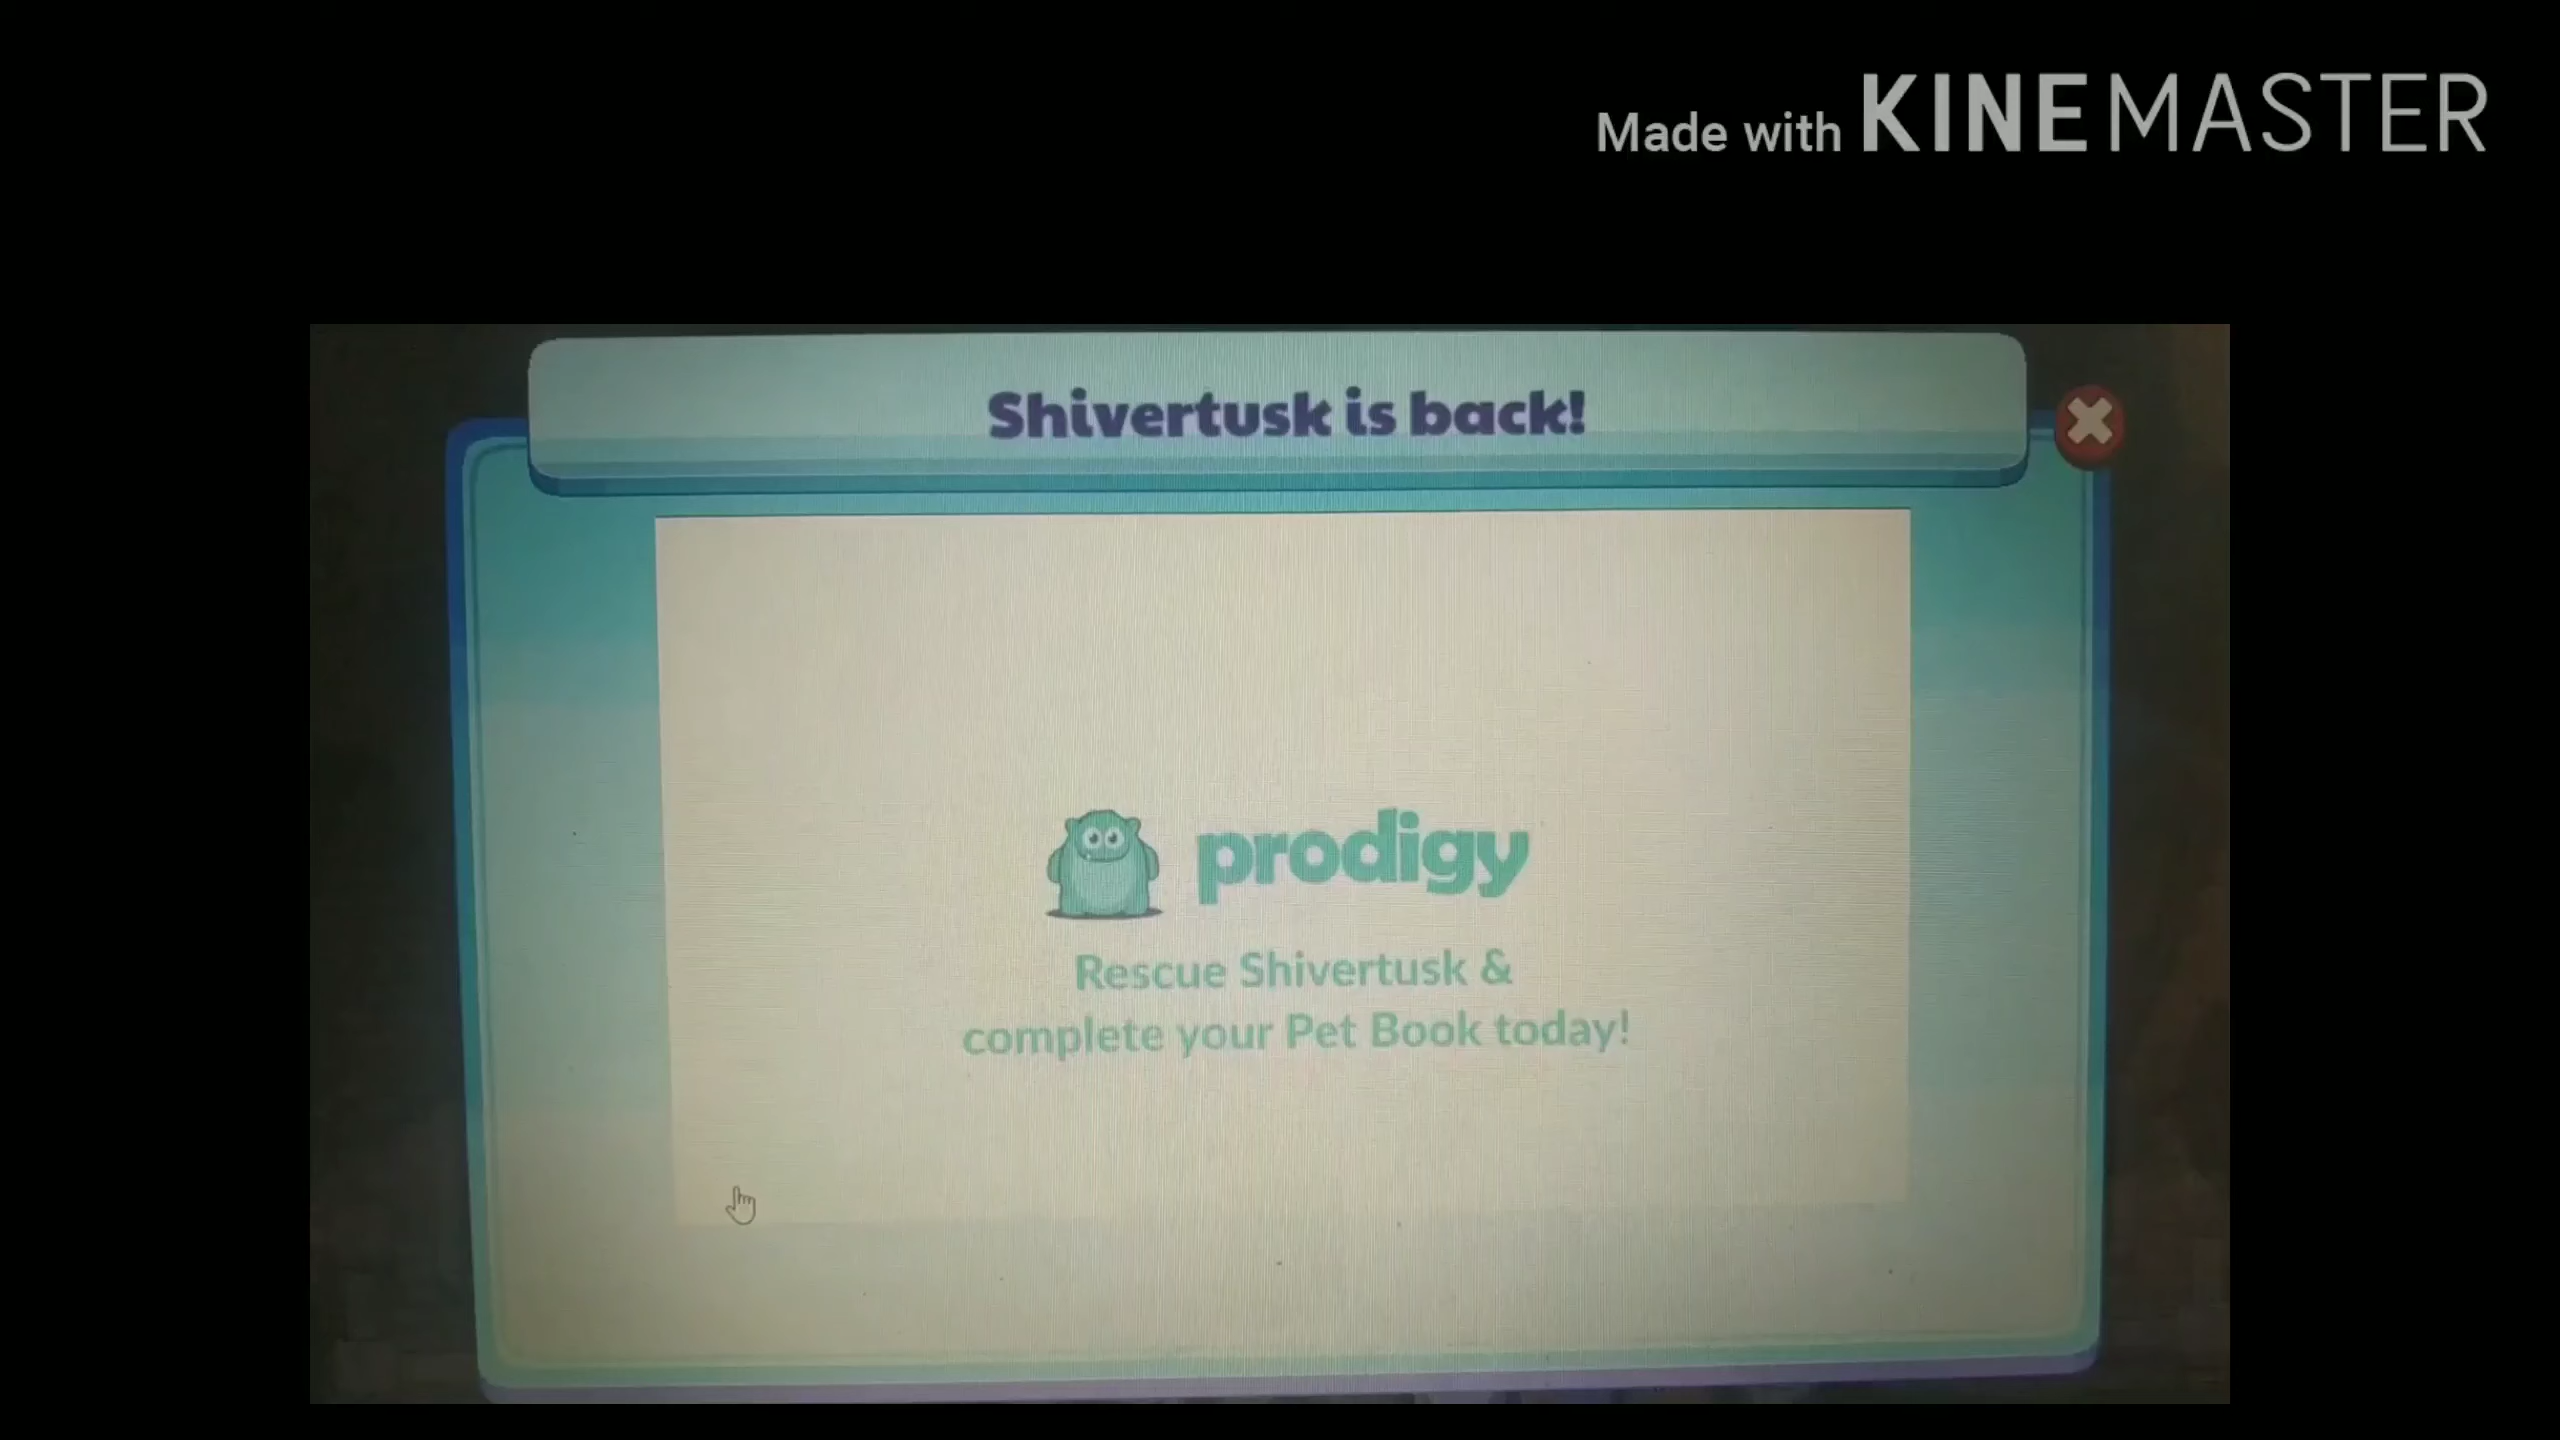 Made with KINEMASTER
Shivertusk is back!
prodigy
Rescue Shivertusk &
complete your Pet Book today!